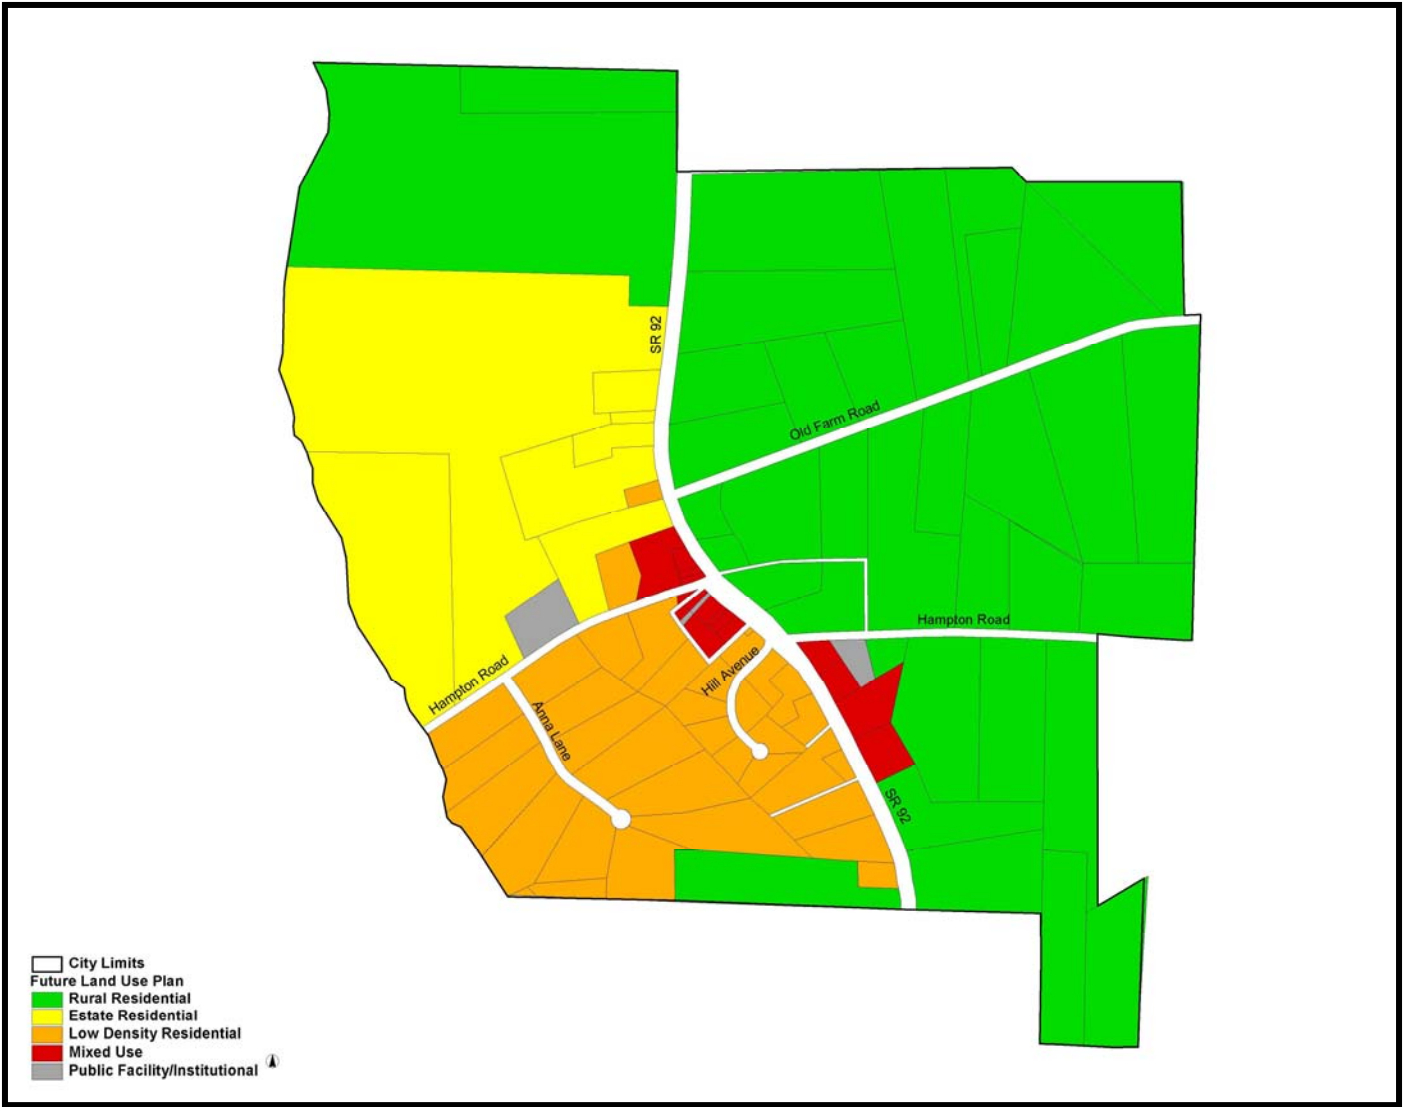 SR 92
Old Farm Road
Hampton Road
Hampton Road
Hill Avenue
Anna Lane
SR 92
City Limits
Future Land Use Plan
Rural Residential
Estate Residential
Low Density Residential
Mixed Use
Public Facility/Institutional